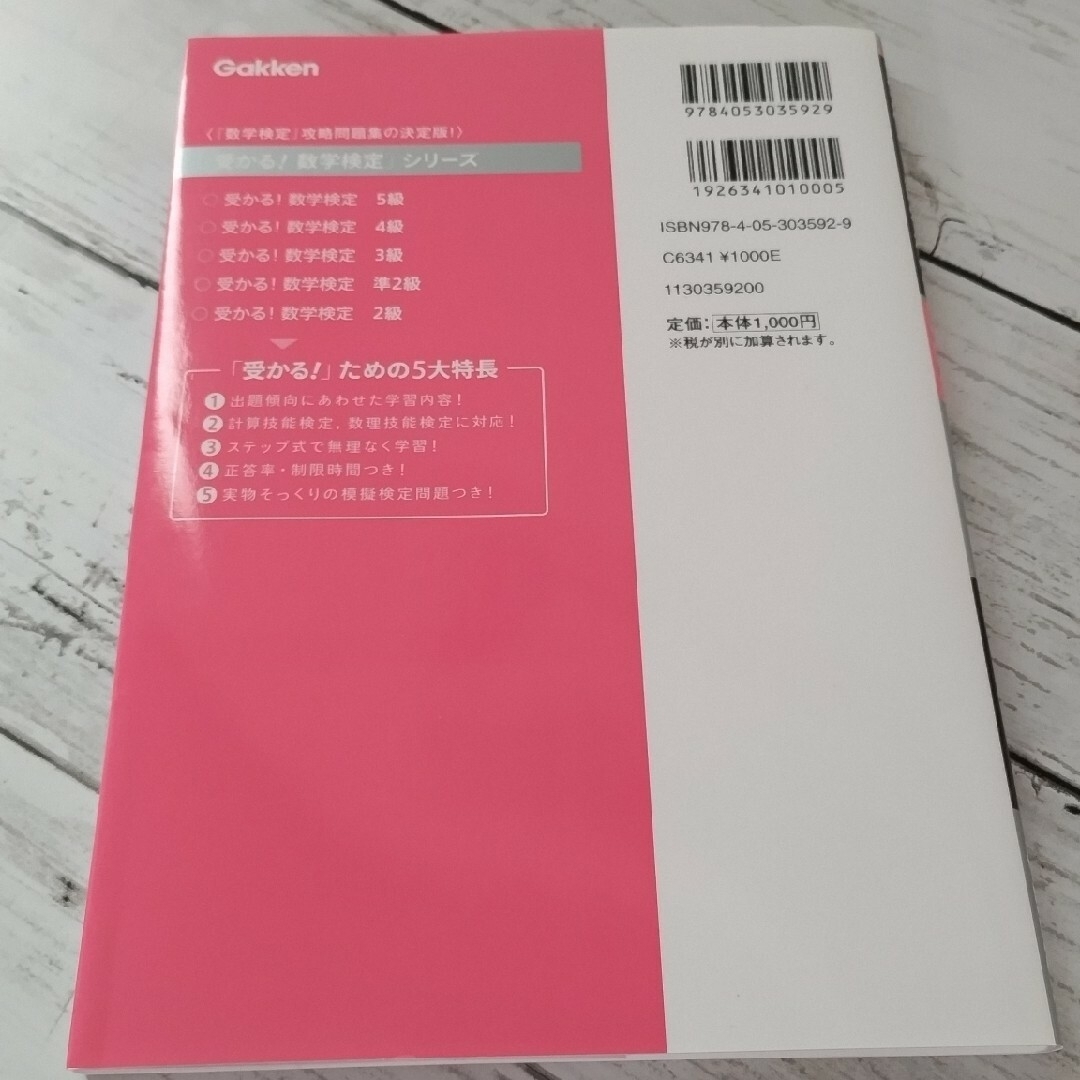 Gakken
〈『数学検定』攻略問題集の決定版!〉
「受かる! 数学検定」シリーズ
○ 受かる! 数学検定 5級
○ 受かる! 数学検定 4級
○ 受かる! 数学検定 3級
○ 受かる! 数学検定 準2級
○ 受かる! 数学検定 2級
「受かる!」ための5大特長
1 出題傾向にあわせた学習内容!
2 計算技能検定,数理技能検定に対応!
3 ステップ式で無理なく学習!
4 正答率・制限時間つき!
5 実物そっくりの模擬検定問題つき!
9784053035929
1926341010005
ISBN978-4-05-303592-9
C6341 ¥1000E
1130359200
定価: 本体1,000円
※税が別に加算されます。